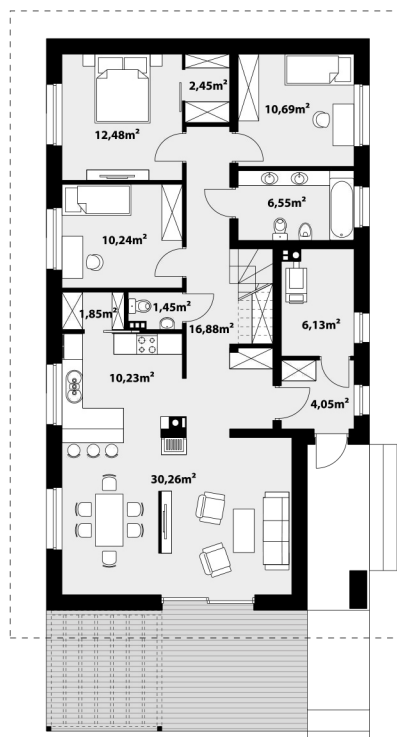 2,45m²
10,69m²
12,48m²
6,55m²
10,24m²
1,85m²
1,45m²
16,88m²
6,13m²
10,23m²
4,05m²
30,26m²